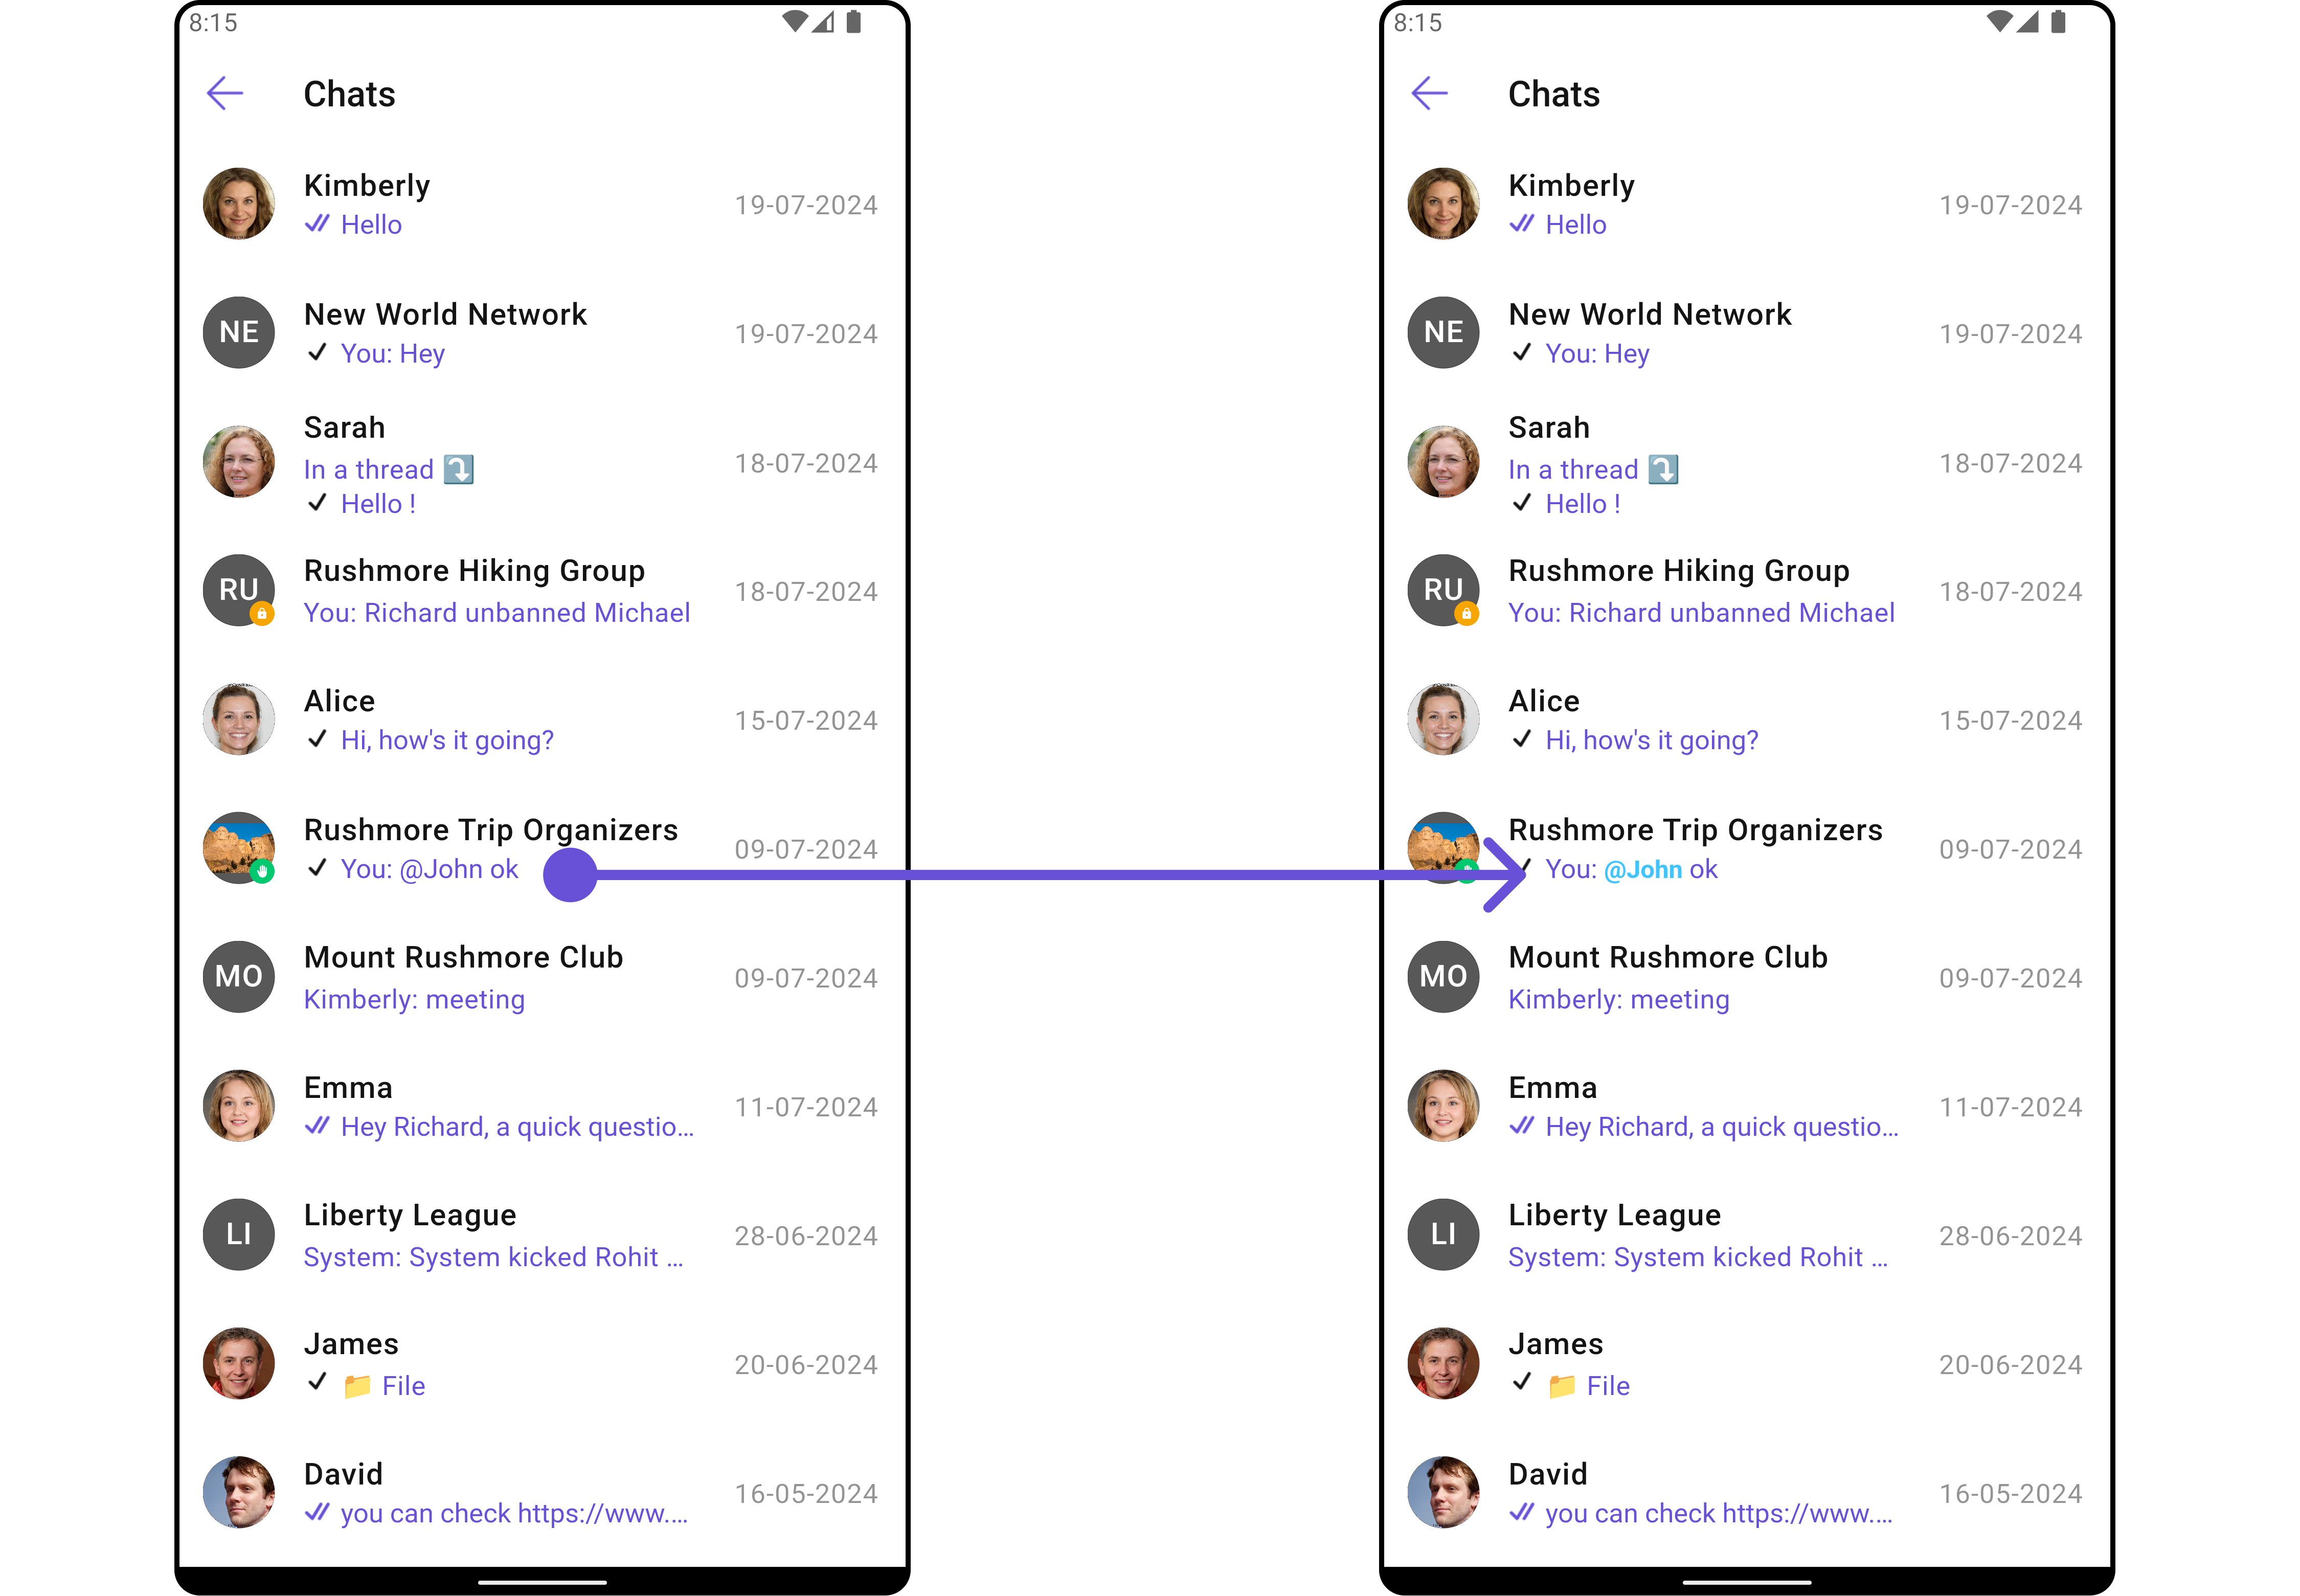 8:15
Chats
Kimberly
Hello
19-07-2024
NE
New World Network
You: Hey
19-07-2024
Sarah
In a thread ⤵️
Hello !
18-07-2024
RU
Rushmore Hiking Group
You: Richard unbanned Michael
18-07-2024
Alice
Hi, how's it going?
15-07-2024
Rushmore Trip Organizers
You: @John ok
09-07-2024
MO
Mount Rushmore Club
Kimberly: meeting
09-07-2024
Emma
Hey Richard, a quick questio...
11-07-2024
LI
Liberty League
System: System kicked Rohit ...
28-06-2024
James
📁 File
20-06-2024
David
you can check https://www....
16-05-2024
8:15
Chats
Kimberly
Hello
19-07-2024
NE
New World Network
You: Hey
19-07-2024
Sarah
In a thread ⤵️
Hello !
18-07-2024
RU
Rushmore Hiking Group
You: Richard unbanned Michael
18-07-2024
Alice
Hi, how's it going?
15-07-2024
Rushmore Trip Organizers
You: @John ok
09-07-2024
MO
Mount Rushmore Club
Kimberly: meeting
09-07-2024
Emma
Hey Richard, a quick questio...
11-07-2024
LI
Liberty League
System: System kicked Rohit ...
28-06-2024
James
📁 File
20-06-2024
David
you can check https://www....
16-05-2024